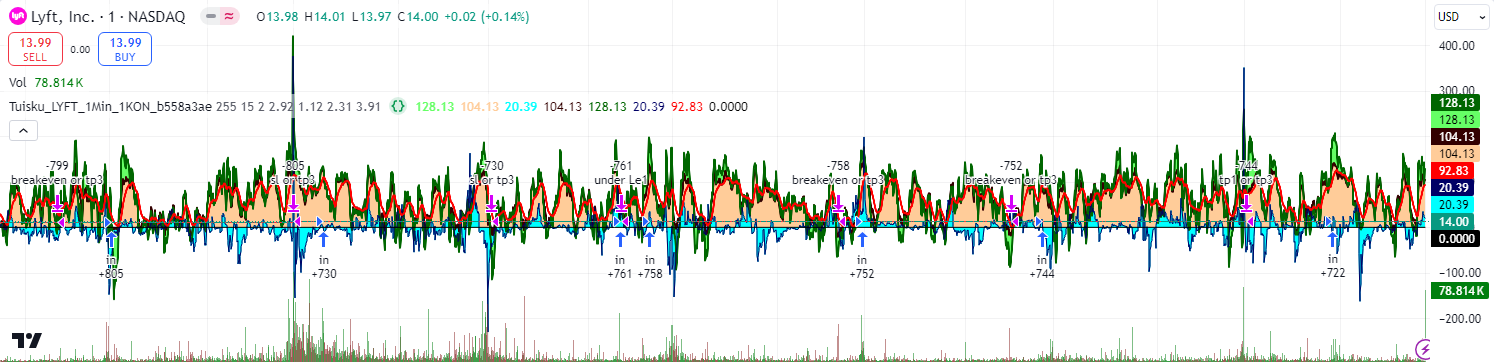 lyft Lyft, Inc. · 1 · NASDAQ O13.98 H14.01 L13.97 C14.00 +0.02 (+0.14%)
USD
13.99 SELL 0.00 13.99 BUY
400.00
Vol 78.814K
300.00
Tuisku_LYFT_1Min_1KON_b558a3ae 255 15 2 2.92 1.12 2.31 3.91 {} 128.13 104.13 20.39 104.13 128.13 20.39 92.83 0.0000
128.13
128.13
104.13
104.13
92.83
20.39
20.39
14.00
0.0000
-799
breakeven or tp3
-805
sl or tp3
-730
sl or tp3
-761
under Le1
-758
breakeven or tp3
-752
breakeven or tp3
-744
tp1 or tp3
in
+805
in
+730
in
+761
in
+758
in
+752
in
+744
in
+722
−100.00
78.814K
−200.00